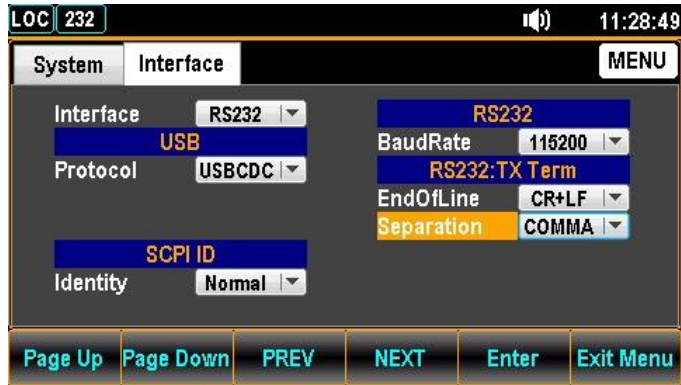 LOC 232 11:28:49
System Interface MENU
Interface RS232
USB
Protocol USBCDC
SCPI ID
Identity Normal
RS232
BaudRate 115200
RS232:TX Term
EndOfLine CR+LF
Separation COMMA
Page Up Page Down PREV NEXT Enter Exit Menu